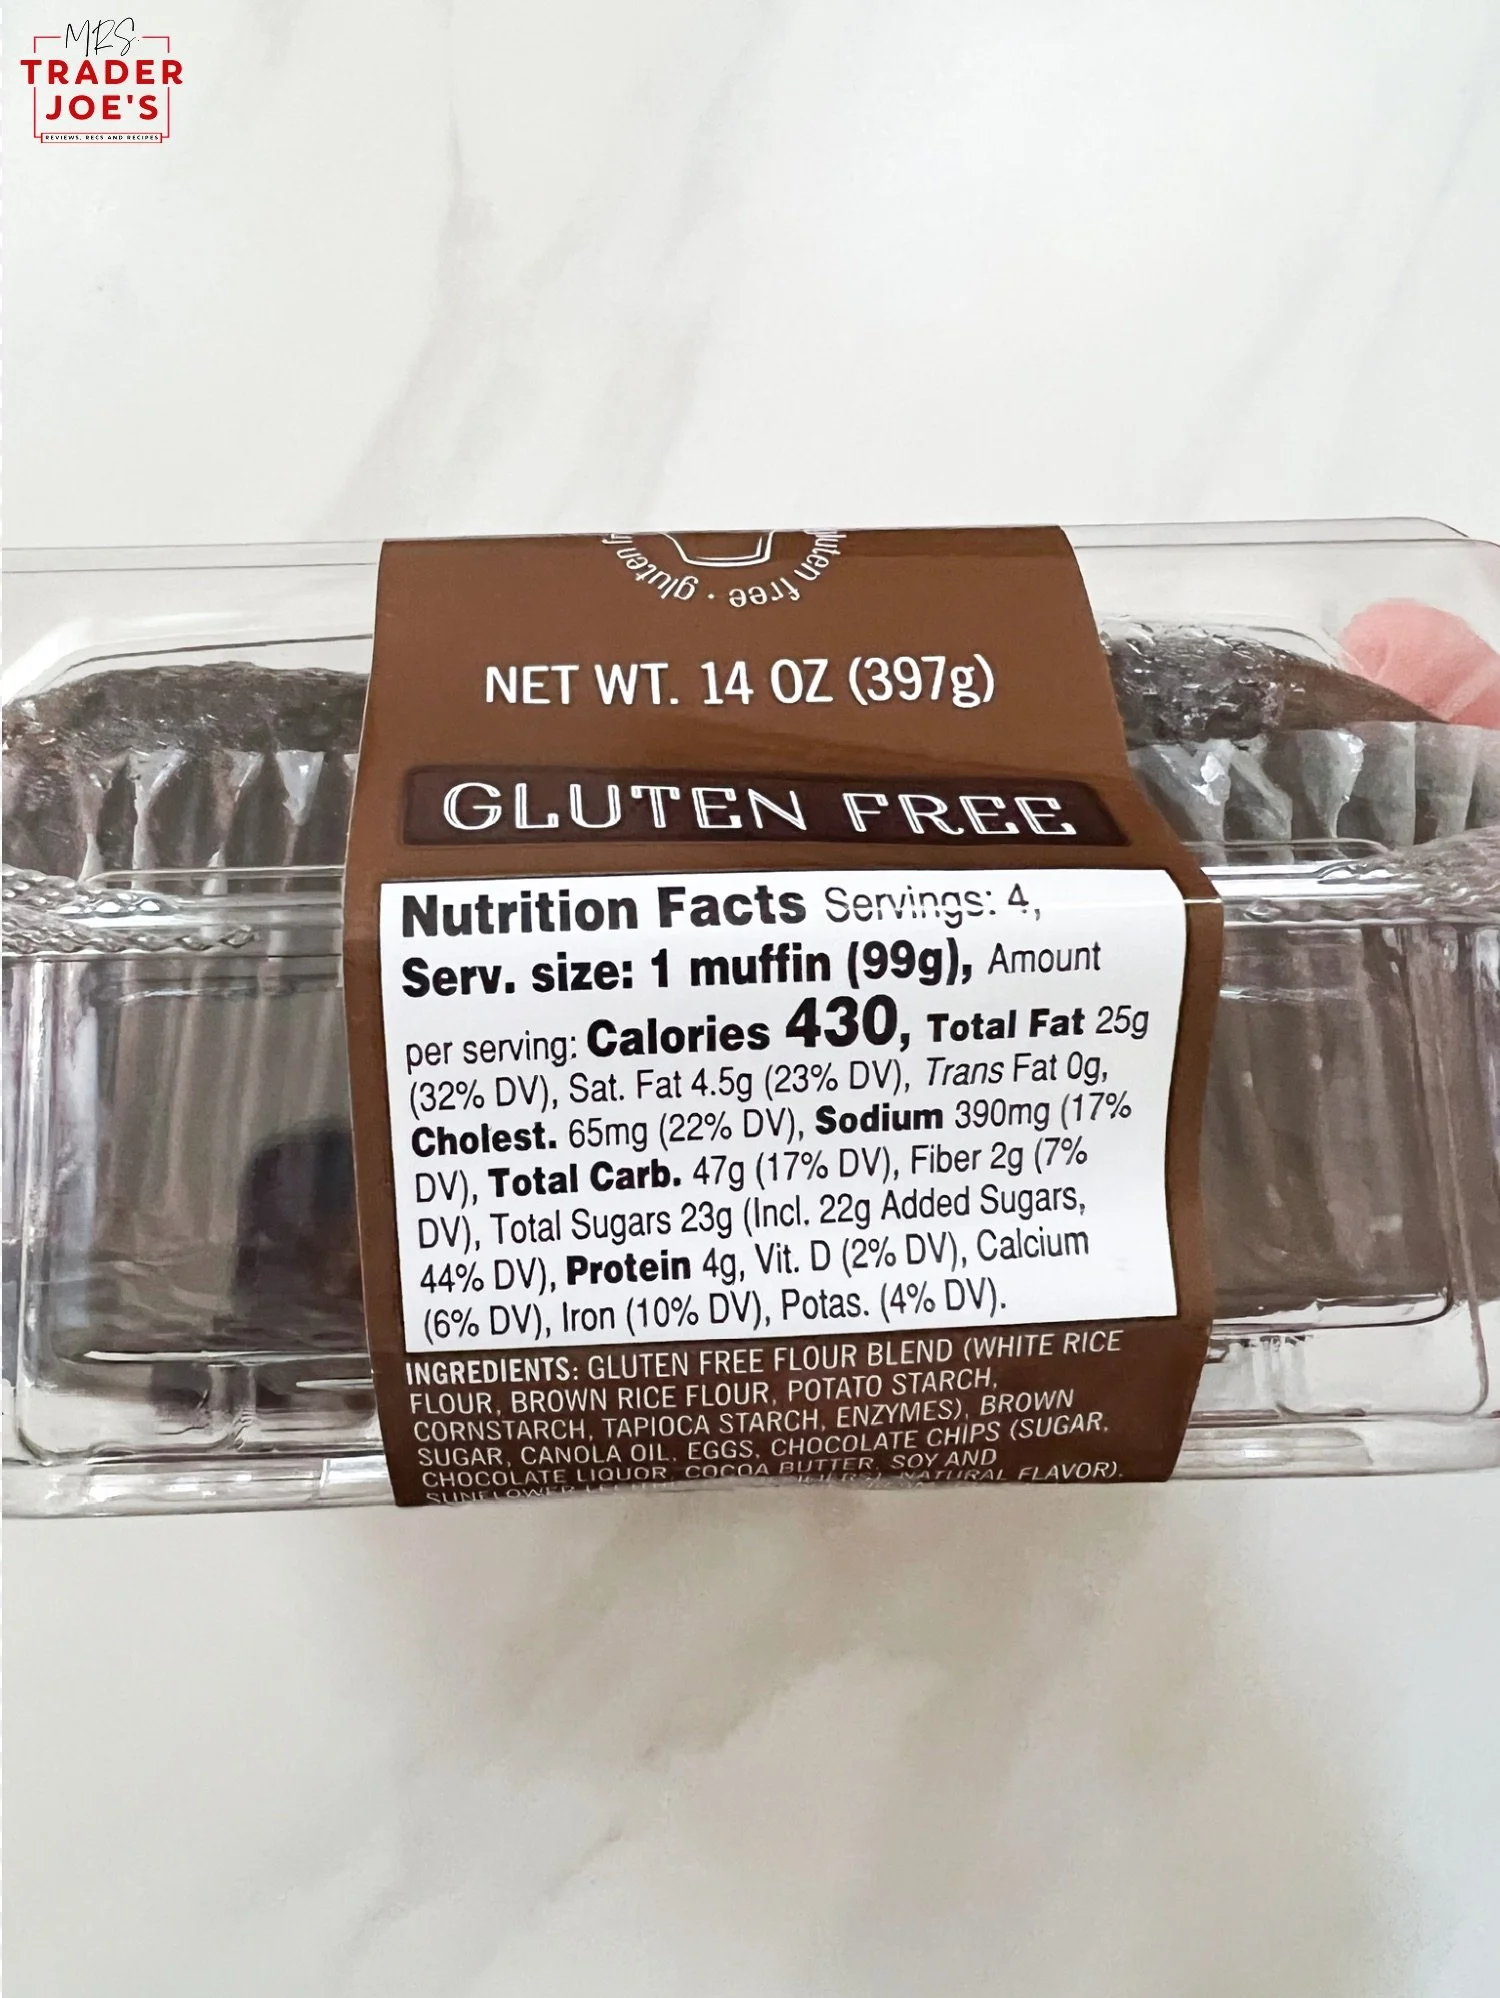 MRS.
TRADER
JOE'S
REVIEWS, RECS AND RECIPES
gluten free · gluten
NET WT. 14 OZ (397g)
GLUTEN FREE
Nutrition Facts Servings: 4,
Serv. size: 1 muffin (99g), Amount
per serving: Calories 430, Total Fat 25g
(32% DV), Sat. Fat 4.5g (23% DV), Trans Fat 0g,
Cholest. 65mg (22% DV), Sodium 390mg (17%
DV), Total Carb. 47g (17% DV), Fiber 2g (7%
DV), Total Sugars 23g (Incl. 22g Added Sugars,
44% DV), Protein 4g, Vit. D (2% DV), Calcium
(6% DV), Iron (10% DV), Potas. (4% DV).
INGREDIENTS: GLUTEN FREE FLOUR BLEND (WHITE RICE
FLOUR, BROWN RICE FLOUR, POTATO STARCH,
CORNSTARCH, TAPIOCA STARCH, ENZYMES), BROWN
SUGAR, CANOLA OIL, EGGS, CHOCOLATE CHIPS (SUGAR,
CHOCOLATE LIQUOR, COCOA BUTTER, SOY AND
SUNFLOWER NATURAL FLAVOR),